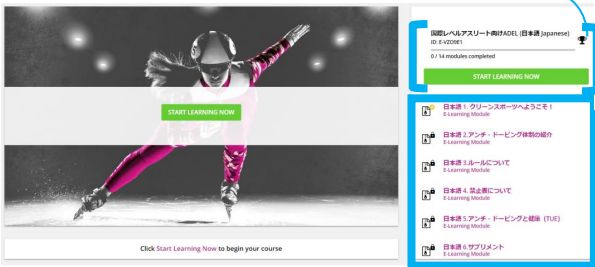 START LEARNING NOW
Click Start Learning Now to begin your course
国際レベルアスリート向けADEL (日本語 Japanese)
ID: E-VZO9E1
0 / 14 modules completed
START LEARNING NOW
日本語 1. クリーンスポーツへようこそ！
E-Learning Module
日本語 2.アンチ・ドーピング体制の紹介
E-Learning Module
日本語 3.ルールについて
E-Learning Module
日本語 4. 禁止表について
E-Learning Module
日本語 5.アンチ・ドーピングと健康（TUE）
E-Learning Module
日本語 6.サプリメント
E-Learning Module